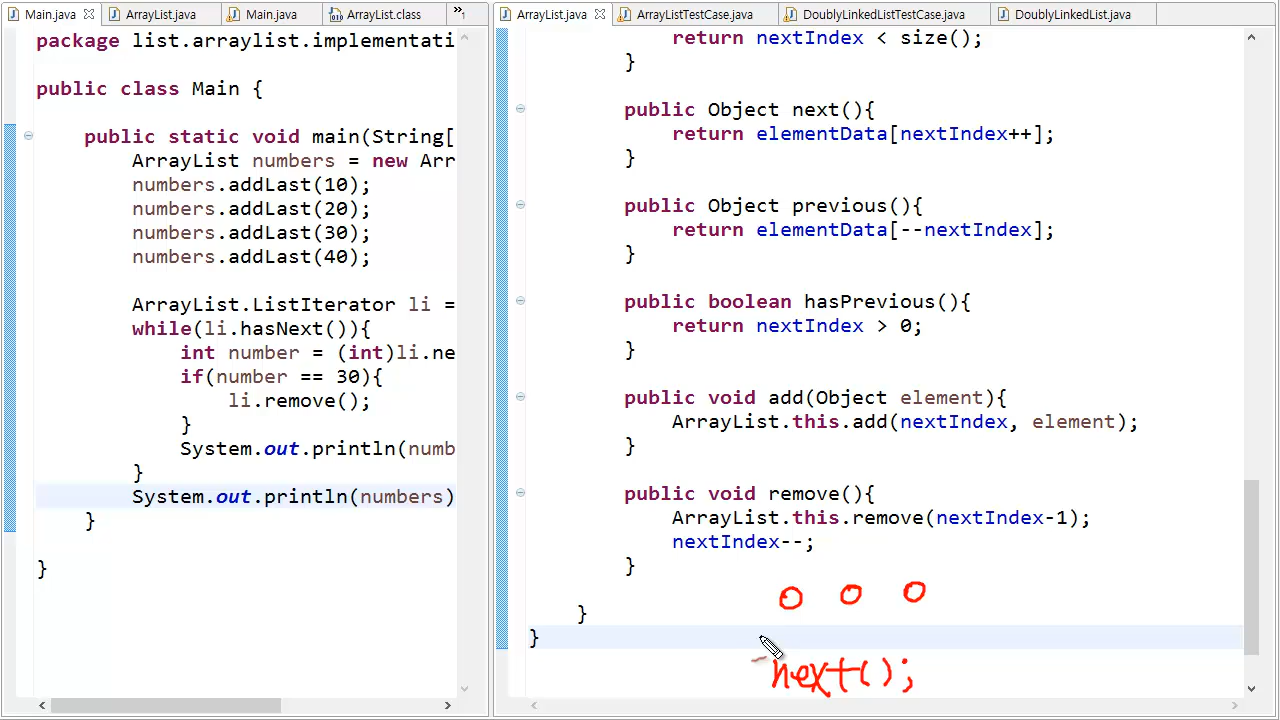 Main.java
ArrayList.java
Main.java
ArrayList.class
»1
package list.arraylist.implementati
public class Main {
public static void main(String[
ArrayList numbers = new Arr
numbers.addLast(10);
numbers.addLast(20);
numbers.addLast(30);
numbers.addLast(40);
ArrayList.ListIterator li =
while(li.hasNext()){
int number = (int)li.ne
if(number == 30){
li.remove();
}
System.out.println(numb
}
System.out.println(numbers)
}
}
ArrayList.java
ArrayListTestCase.java
DoublyLinkedListTestCase.java
DoublyLinkedList.java
return nextIndex < size();
}
public Object next(){
return elementData[nextIndex++];
}
public Object previous(){
return elementData[--nextIndex];
}
public boolean hasPrevious(){
return nextIndex > 0;
}
public void add(Object element){
ArrayList.this.add(nextIndex, element);
}
public void remove(){
ArrayList.this.remove(nextIndex-1);
nextIndex--;
}
}
}
next();